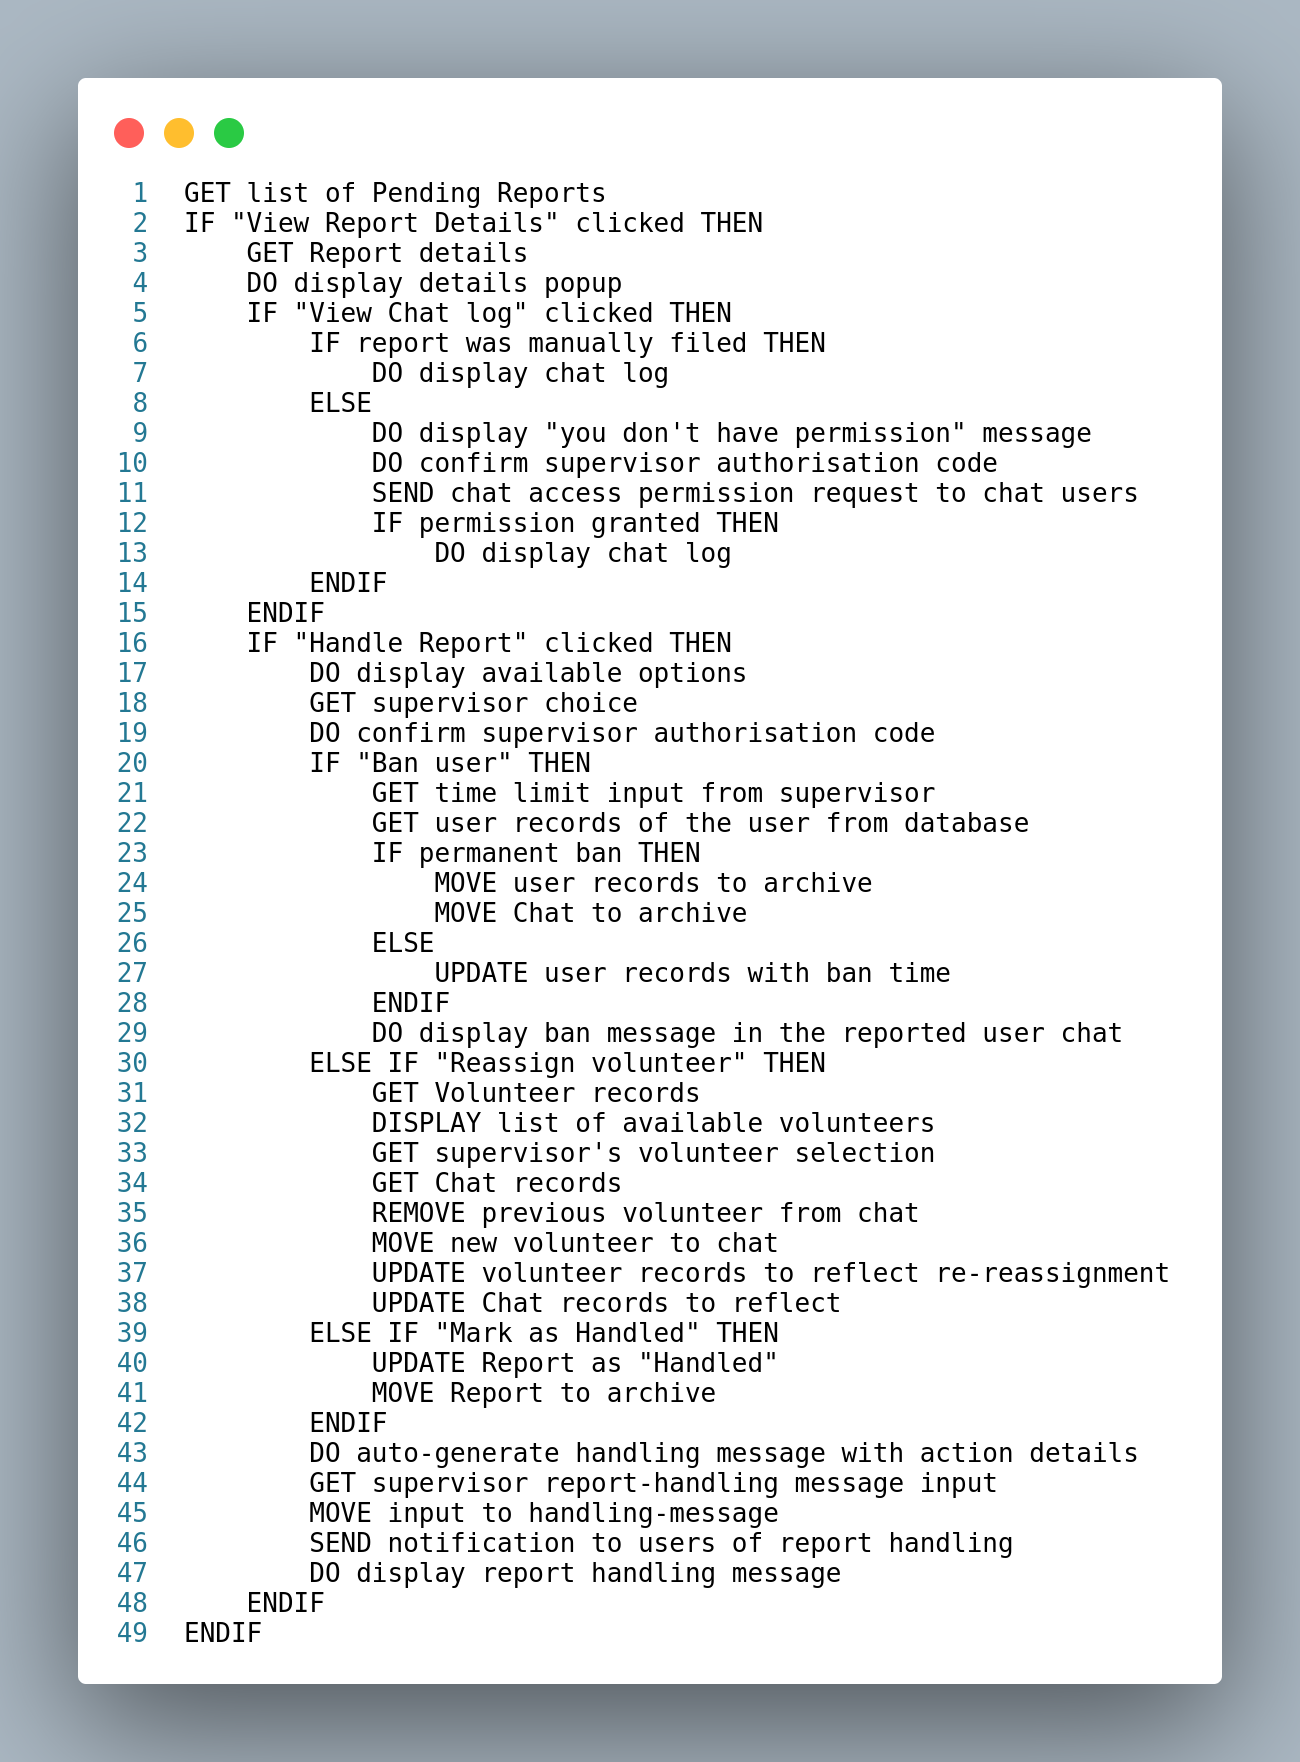 1 GET list of Pending Reports
2 IF "View Report Details" clicked THEN
3     GET Report details
4     DO display details popup
5     IF "View Chat log" clicked THEN
6         IF report was manually filed THEN
7             DO display chat log
8         ELSE
9             DO display "you don't have permission" message
10             DO confirm supervisor authorisation code
11             SEND chat access permission request to chat users
12             IF permission granted THEN
13                 DO display chat log
14         ENDIF
15     ENDIF
16     IF "Handle Report" clicked THEN
17         DO display available options
18         GET supervisor choice
19         DO confirm supervisor authorisation code
20         IF "Ban user" THEN
21             GET time limit input from supervisor
22             GET user records of the user from database
23             IF permanent ban THEN
24                 MOVE user records to archive
25                 MOVE Chat to archive
26             ELSE
27                 UPDATE user records with ban time
28             ENDIF
29             DO display ban message in the reported user chat
30         ELSE IF "Reassign volunteer" THEN
31             GET Volunteer records
32             DISPLAY list of available volunteers
33             GET supervisor's volunteer selection
34             GET Chat records
35             REMOVE previous volunteer from chat
36             MOVE new volunteer to chat
37             UPDATE volunteer records to reflect re-reassignment
38             UPDATE Chat records to reflect
39         ELSE IF "Mark as Handled" THEN
40             UPDATE Report as "Handled"
41             MOVE Report to archive
42         ENDIF
43         DO auto-generate handling message with action details
44         GET supervisor report-handling message input
45         MOVE input to handling-message
46         SEND notification to users of report handling
47         DO display report handling message
48     ENDIF
49 ENDIF